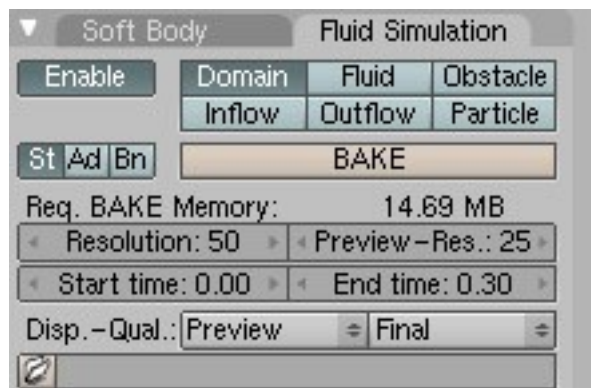 Soft Body Fluid Simulation
Enable Domain Fluid Obstacle
Inflow Outflow Particle
St Ad Bn BAKE
Req. BAKE Memory: 14.69 MB
Resolution: 50 Preview-Res.: 25
Start time: 0.00 End time: 0.30
Disp.-Qual.: Preview Final